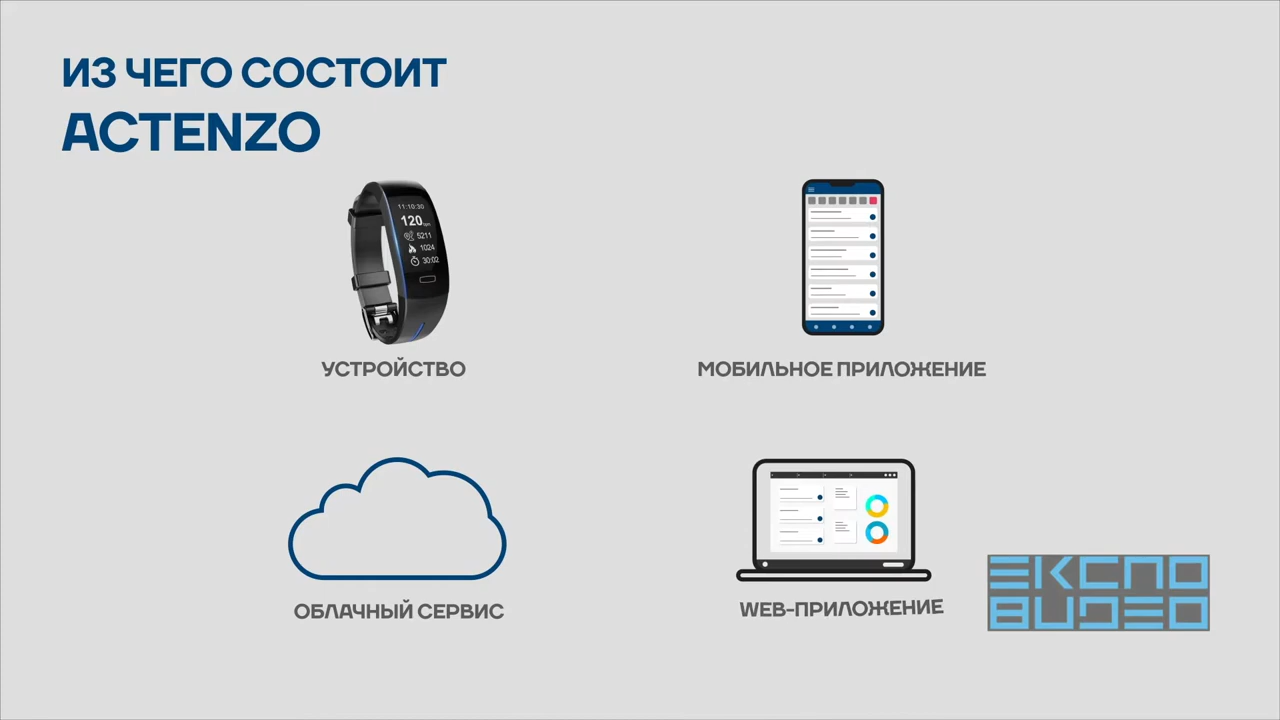 ИЗ ЧЕГО СОСТОИТ
ACTENZO
11:10:30
120 bpm
5211
1024
30:02
УСТРОЙСТВО
МОБИЛЬНОЕ ПРИЛОЖЕНИЕ
ОБЛАЧНЫЙ СЕРВИС
WEB-ПРИЛОЖЕНИЕ
ЕКСПО
ВИДЕО